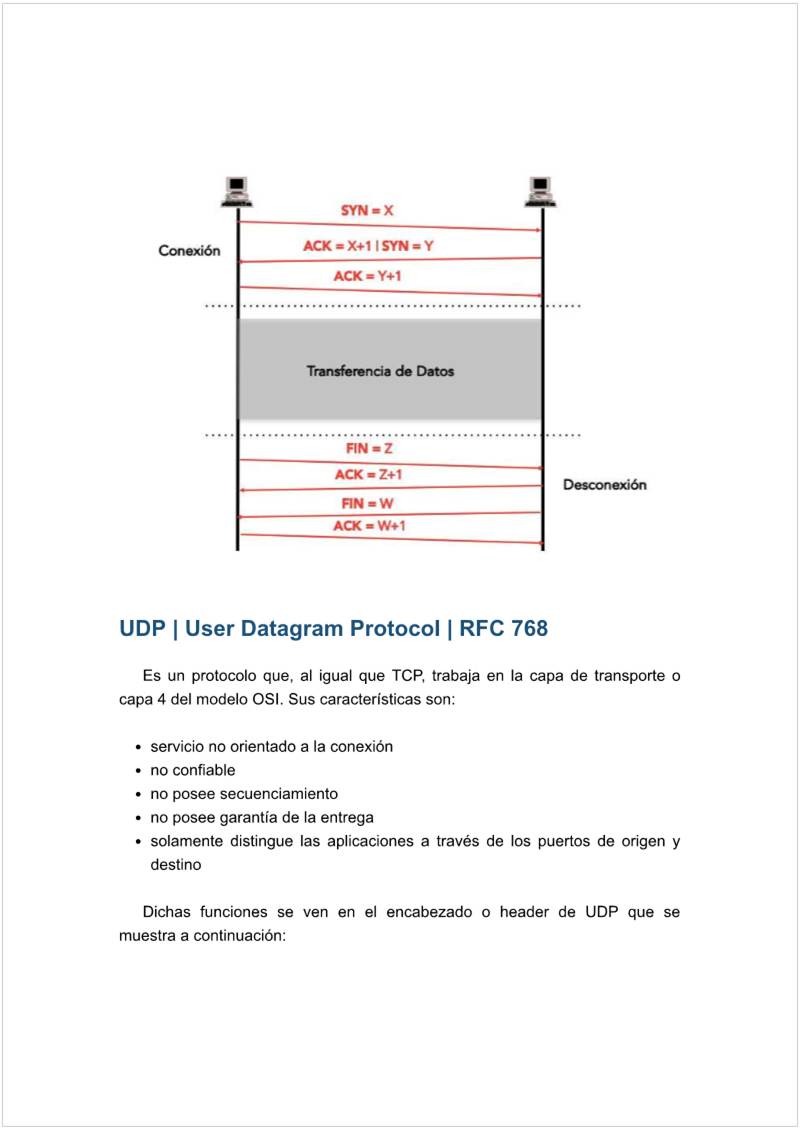 SYN = X
Conexión
ACK = X+1 | SYN = Y
ACK = Y+1
Transferencia de Datos
FIN = Z
ACK = Z+1
Desconexión
FIN = W
ACK = W+1
UDP | User Datagram Protocol | RFC 768
Es un protocolo que, al igual que TCP, trabaja en la capa de transporte o
capa 4 del modelo OSI. Sus características son:
• servicio no orientado a la conexión
• no confiable
• no posee secuenciamiento
• no posee garantía de la entrega
• solamente distingue las aplicaciones a través de los puertos de origen y
destino
Dichas funciones se ven en el encabezado o header de UDP que se
muestra a continuación: